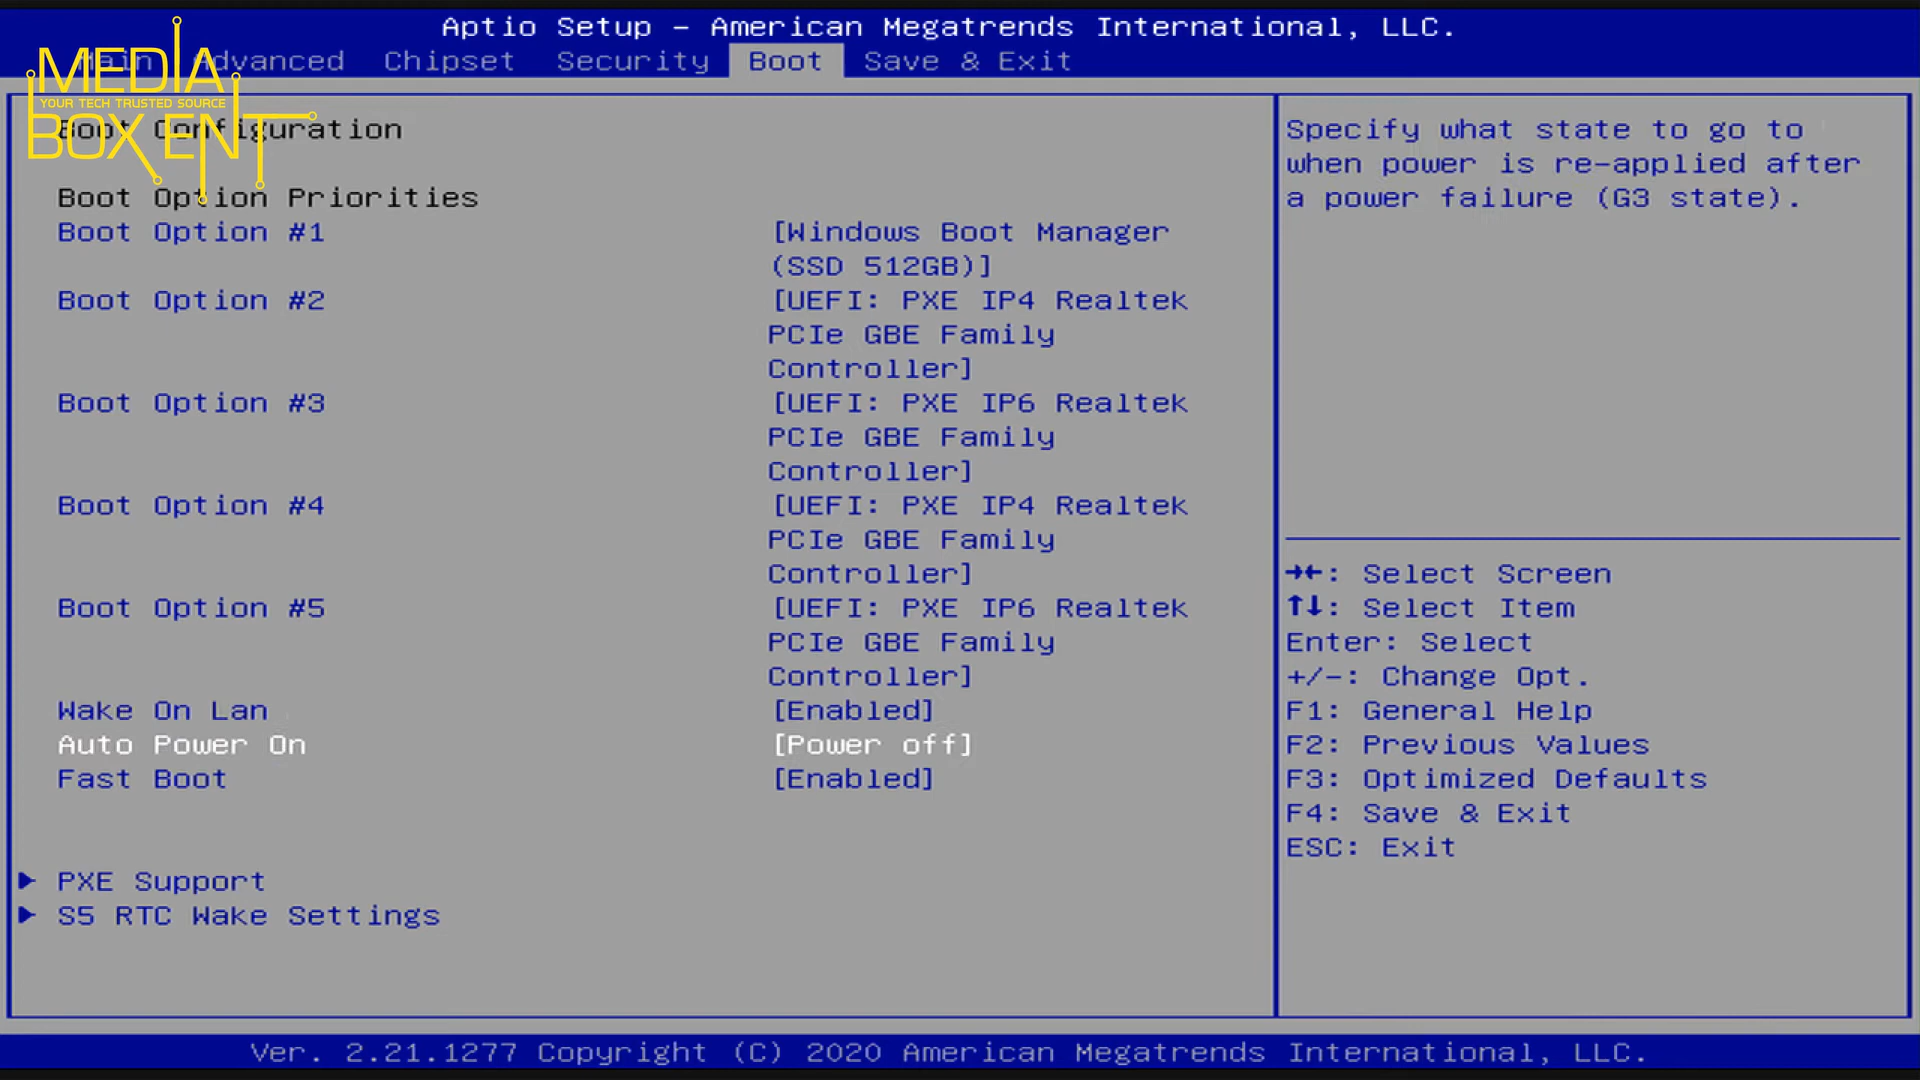 Aptio Setup - American Megatrends International, LLC.
Main Advanced Chipset Security Boot Save & Exit
MEDIA
YOUR TECH TRUSTED SOURCE
BOX ENT
Boot Configuration
Boot Option Priorities
Boot Option #1 [Windows Boot Manager
(SSD 512GB)]
Boot Option #2 [UEFI: PXE IP4 Realtek
PCIe GBE Family
Controller]
Boot Option #3 [UEFI: PXE IP6 Realtek
PCIe GBE Family
Controller]
Boot Option #4 [UEFI: PXE IP4 Realtek
PCIe GBE Family
Controller]
Boot Option #5 [UEFI: PXE IP6 Realtek
PCIe GBE Family
Controller]
Wake On Lan [Enabled]
Auto Power On [Power off]
Fast Boot [Enabled]
PXE Support
S5 RTC Wake Settings
Specify what state to go to
when power is re-applied after
a power failure (G3 state).
→←: Select Screen
↑↓: Select Item
Enter: Select
+/-: Change Opt.
F1: General Help
F2: Previous Values
F3: Optimized Defaults
F4: Save & Exit
ESC: Exit
Ver. 2.21.1277 Copyright (C) 2020 American Megatrends International, LLC.